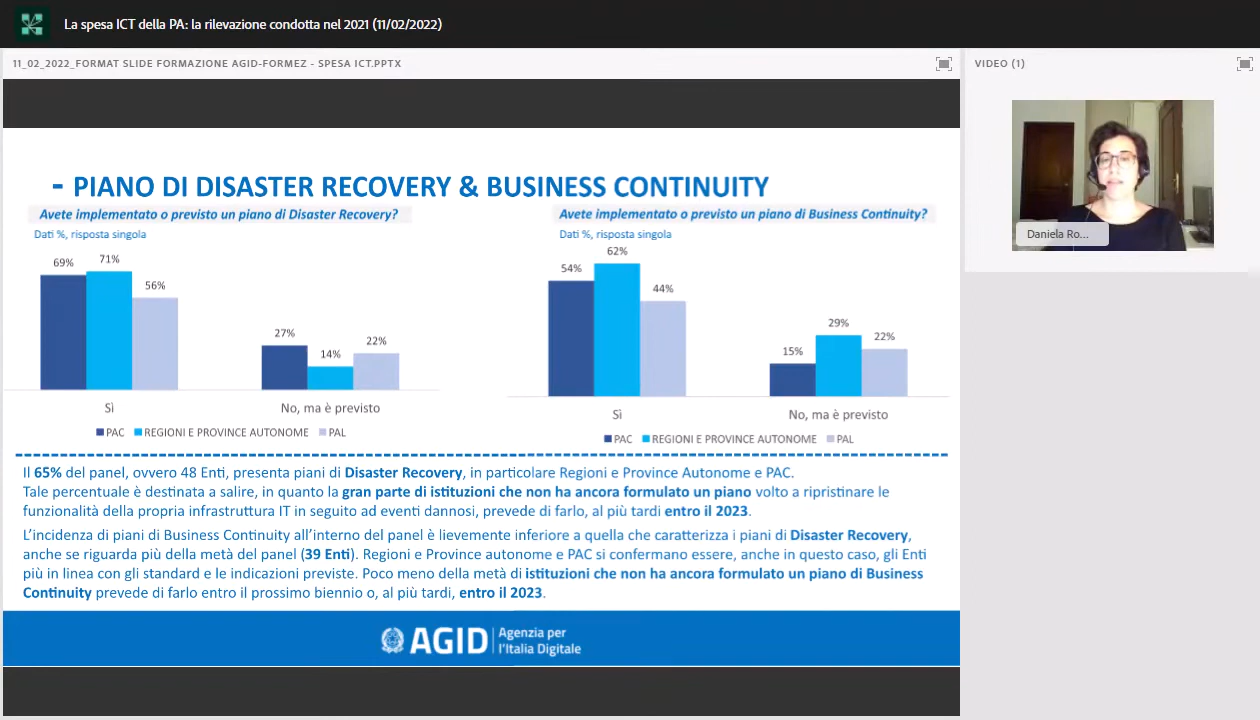 La spesa ICT della PA: la rilevazione condotta nel 2021 (11/02/2022)
11_02_2022_FORMAT SLIDE FORMAZIONE AGID-FORMEZ - SPESA ICT.PPTX
VIDEO (1)
- PIANO DI DISASTER RECOVERY & BUSINESS CONTINUITY
Avete implementato o previsto un piano di Disaster Recovery?
Dati %, risposta singola
69%
71%
56%
27%
14%
22%
Sì
No, ma è previsto
PAC
REGIONI E PROVINCE AUTONOME
PAL
Avete implementato o previsto un piano di Business Continuity?
Dati %, risposta singola
54%
62%
44%
15%
29%
22%
Sì
No, ma è previsto
PAC
REGIONI E PROVINCE AUTONOME
PAL
Il 65% del panel, ovvero 48 Enti, presenta piani di Disaster Recovery, in particolare Regioni e Province Autonome e PAC.
Tale percentuale è destinata a salire, in quanto la gran parte di istituzioni che non ha ancora formulato un piano volto a ripristinare le
funzionalità della propria infrastruttura IT in seguito ad eventi dannosi, prevede di farlo, al più tardi entro il 2023.
L'incidenza di piani di Business Continuity all'interno del panel è lievemente inferiore a quella che caratterizza i piani di Disaster Recovery,
anche se riguarda più della metà del panel (39 Enti). Regioni e Province autonome e PAC si confermano essere, anche in questo caso, gli Enti
più in linea con gli standard e le indicazioni previste. Poco meno della metà di istituzioni che non ha ancora formulato un piano di Business
Continuity prevede di farlo entro il prossimo biennio o, al più tardi, entro il 2023.
AGID
Agenzia per
l'Italia Digitale
Daniela Ro...